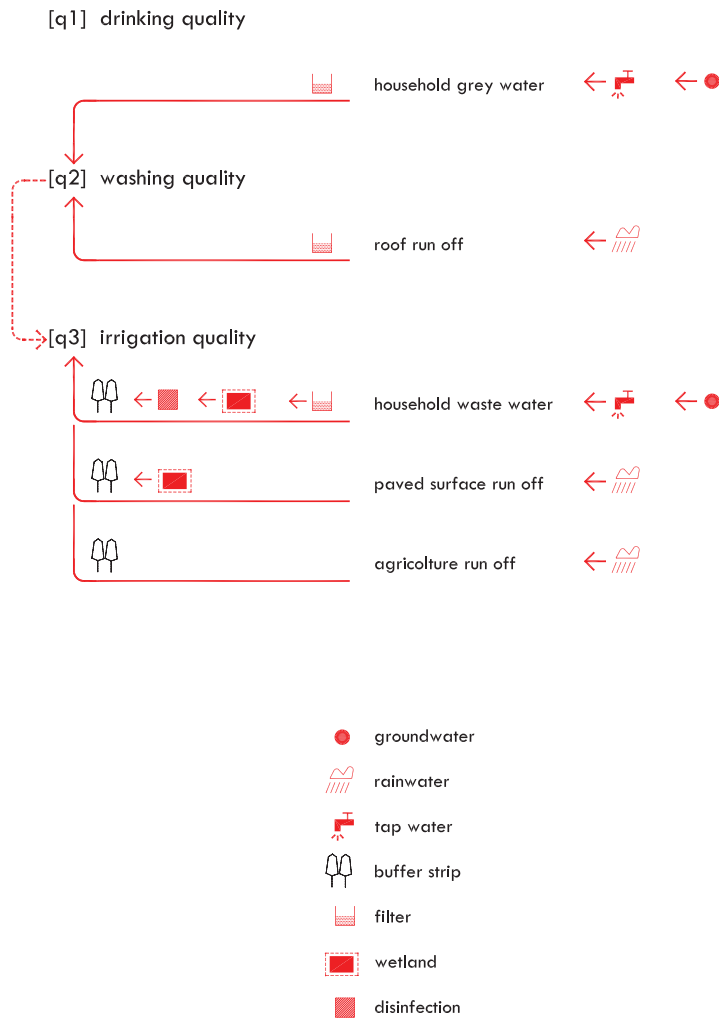 [q1] drinking quality
household grey water
[q2] washing quality
roof run off
[q3] irrigation quality
household waste water
paved surface run off
agricolture run off
groundwater
rainwater
tap water
buffer strip
filter
wetland
disinfection